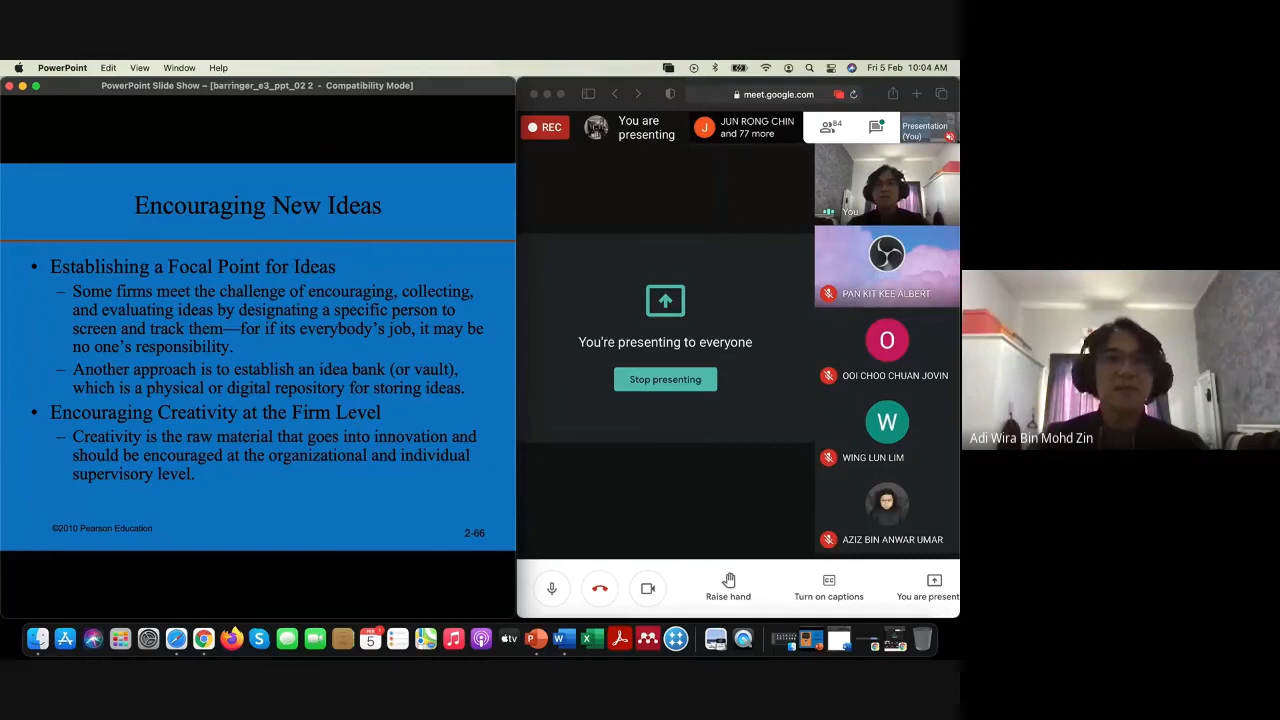 PowerPoint Edit View Window Help
Fri 5 Feb 10:04 AM
PowerPoint Slide Show – [barringer_e3_ppt_02 2 - Compatibility Mode]
Encouraging New Ideas
• Establishing a Focal Point for Ideas
– Some firms meet the challenge of encouraging, collecting,
and evaluating ideas by designating a specific person to
screen and track them—for if its everybody's job, it may be
no one's responsibility.
– Another approach is to establish an idea bank (or vault),
which is a physical or digital repository for storing ideas.
• Encouraging Creativity at the Firm Level
– Creativity is the raw material that goes into innovation and
should be encouraged at the organizational and individual
supervisory level.
©2010 Pearson Education
2-66
meet.google.com
REC
You are
presenting
J
JUN RONG CHIN
and 77 more
84
Presentation
(You)
You
PAN KIT KEE ALBERT
O
OOI CHOO CHUAN JOVIN
W
WING LUN LIM
AZIZ BIN ANWAR UMAR
You're presenting to everyone
Stop presenting
Raise hand
CC
Turn on captions
You are present
tv
5
Adi Wira Bin Mohd Zin